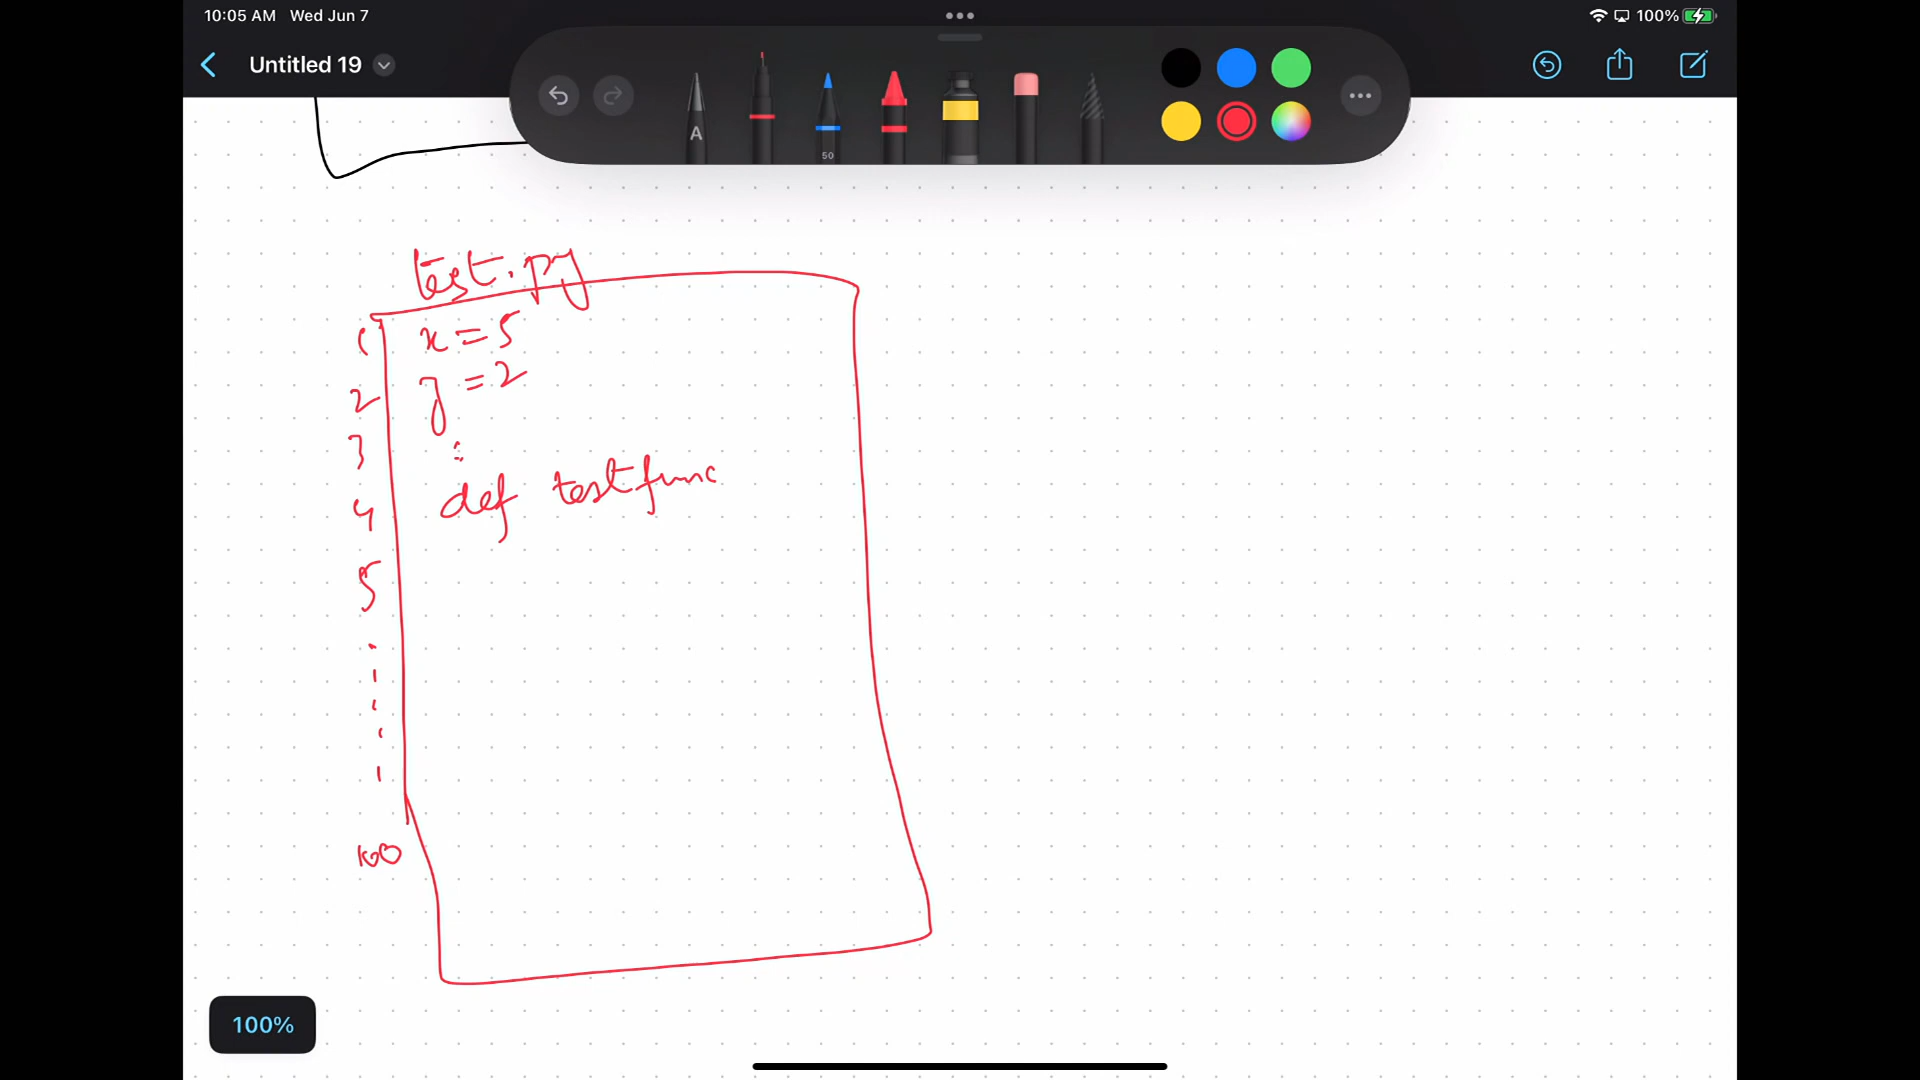 10:05 AM Wed Jun 7
100%
Untitled 19
A
50
test.py
1 x=5
2 y=2
3 :
4 def testfunc
5
100
100%